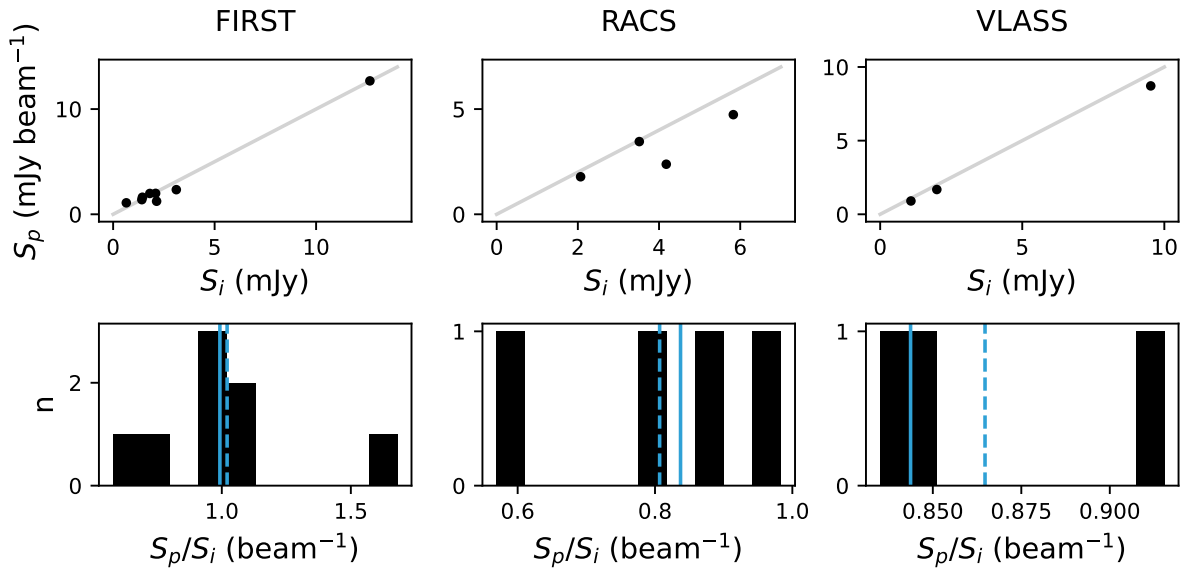 FIRST RACS VLASS
S_p (mJy beam⁻¹)
10
0
5
0
10
5
0
0 5 10
0 2 4 6
0 5 10
S_i (mJy) S_i (mJy) S_i (mJy)
n
2
0
1
0
1
0
1.0 1.5
0.6 0.8 1.0
0.850 0.875 0.900
S_p/S_i (beam⁻¹) S_p/S_i (beam⁻¹) S_p/S_i (beam⁻¹)